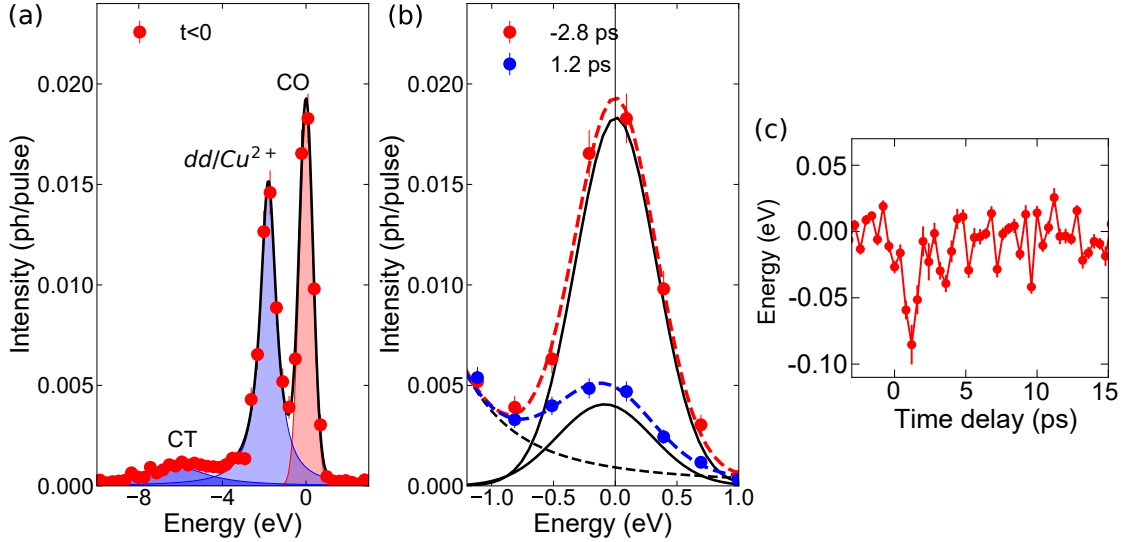 (a)
t<0
CO
dd/Cu²⁺
CT
Intensity (ph/pulse)
0.020
0.015
0.010
0.005
0.000
−8
−4
0
Energy (eV)
(b)
-2.8 ps
1.2 ps
Intensity (ph/pulse)
0.020
0.015
0.010
0.005
0.000
−1.0
−0.5
0.0
0.5
1.0
Energy (eV)
(c)
Energy (eV)
0.05
0.00
-0.05
-0.10
0
5
10
15
Time delay (ps)